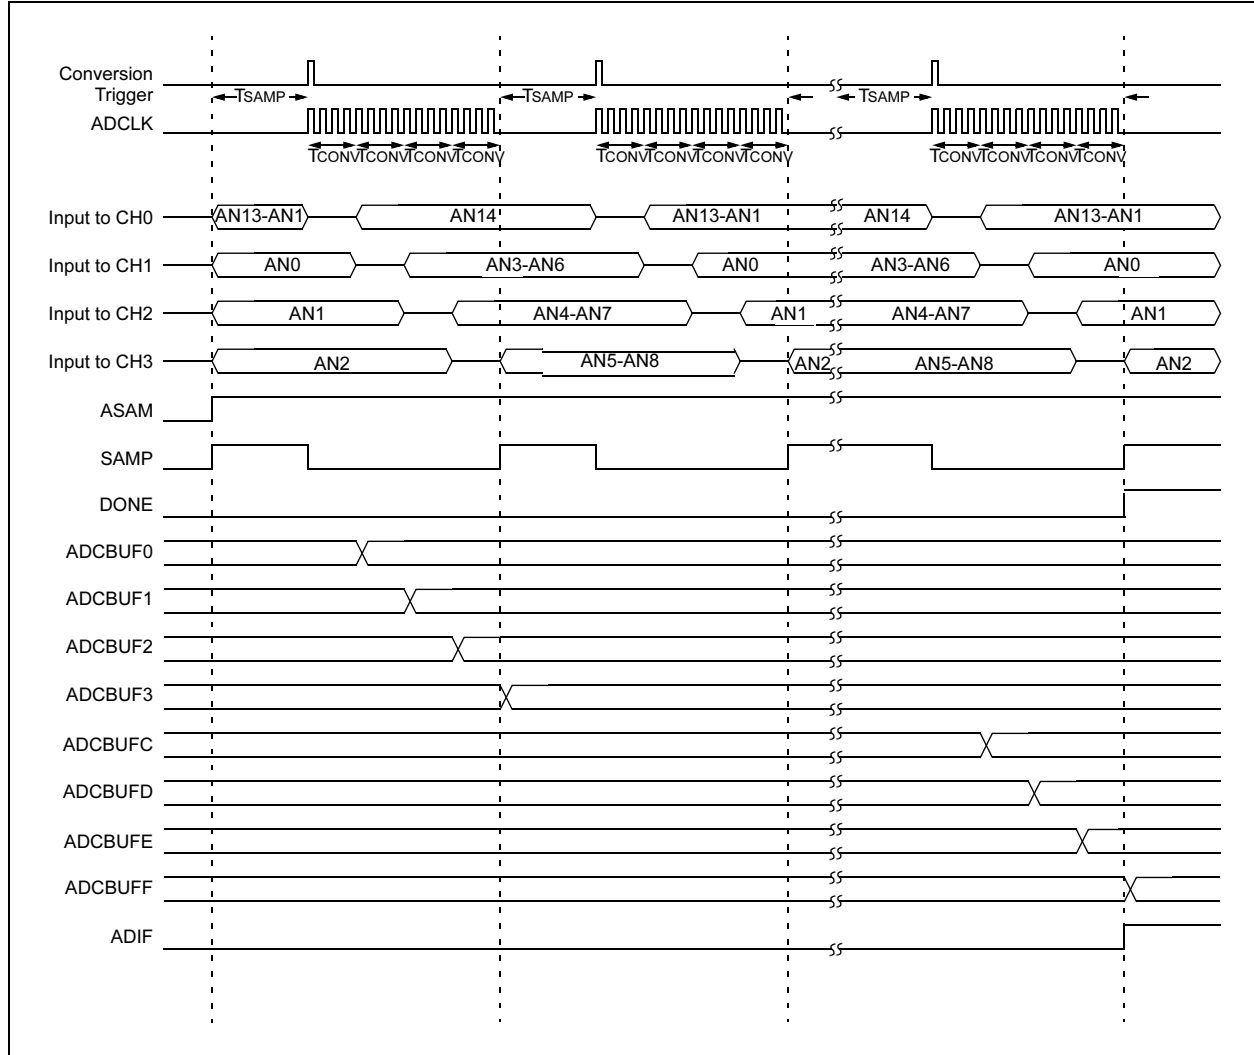 Conversion
Trigger
TSAMP TSAMP TSAMP
ADCLK
TCONV TCONV TCONV TCONV TCONV TCONV TCONV TCONV TCONV TCONV TCONV TCONV
Input to CH0 AN13-AN1 AN14 AN13-AN1 AN14 AN13-AN1
Input to CH1 AN0 AN3-AN6 AN0 AN3-AN6 AN0
Input to CH2 AN1 AN4-AN7 AN1 AN4-AN7 AN1
Input to CH3 AN2 AN5-AN8 AN2 AN5-AN8 AN2
ASAM
SAMP
DONE
ADCBUF0
ADCBUF1
ADCBUF2
ADCBUF3
ADCBUFC
ADCBUFD
ADCBUFE
ADCBUFF
ADIF